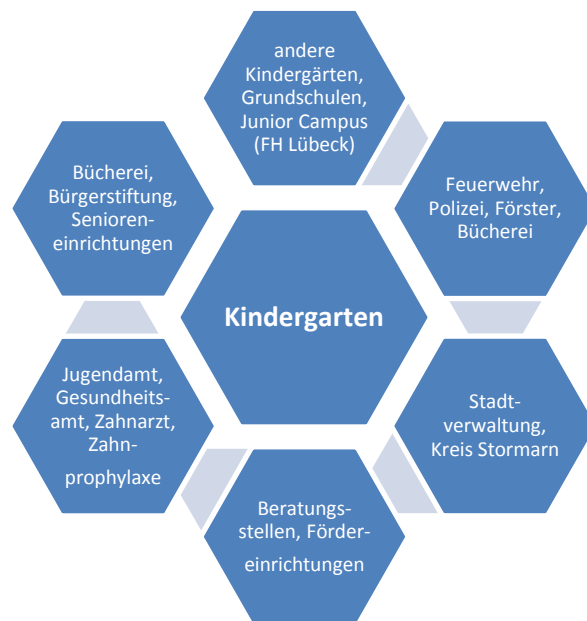 andere
Kindergärten,
Grundschulen,
Junior Campus
(FH Lübeck)
Feuerwehr,
Polizei, Förster,
Bücherei
Stadt-
verwaltung,
Kreis Stormarn
Beratungs-
stellen, Förder-
einrichtungen
Jugendamt,
Gesundheits-
amt, Zahnarzt,
Zahn-
prophylaxe
Bücherei,
Bürgerstiftung,
Senioren-
einrichtungen
Kindergarten